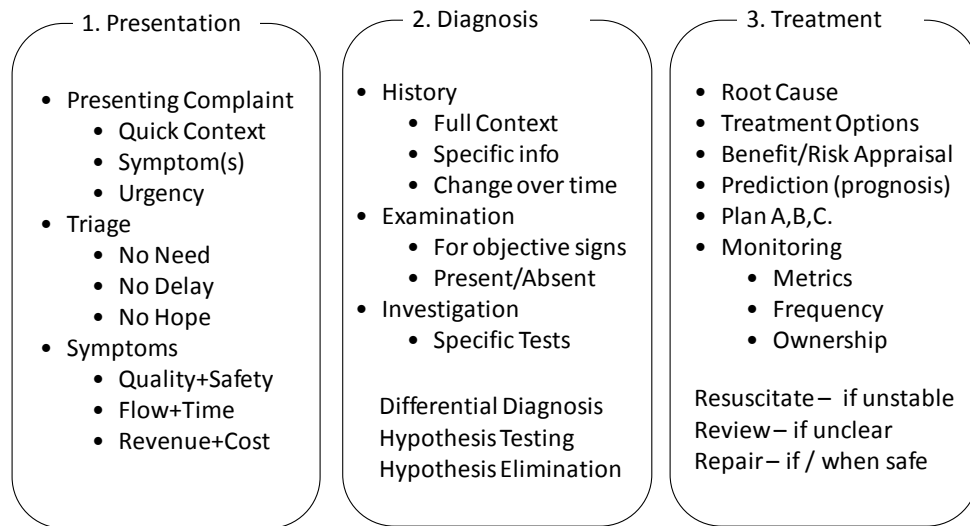 1. Presentation
• Presenting Complaint
• Quick Context
• Symptom(s)
• Urgency
• Triage
• No Need
• No Delay
• No Hope
• Symptoms
• Quality+Safety
• Flow+Time
• Revenue+Cost
2. Diagnosis
• History
• Full Context
• Specific info
• Change over time
• Examination
• For objective signs
• Present/Absent
• Investigation
• Specific Tests
Differential Diagnosis
Hypothesis Testing
Hypothesis Elimination
3. Treatment
• Root Cause
• Treatment Options
• Benefit/Risk Appraisal
• Prediction (prognosis)
• Plan A,B,C.
• Monitoring
• Metrics
• Frequency
• Ownership
Resuscitate – if unstable
Review – if unclear
Repair – if / when safe